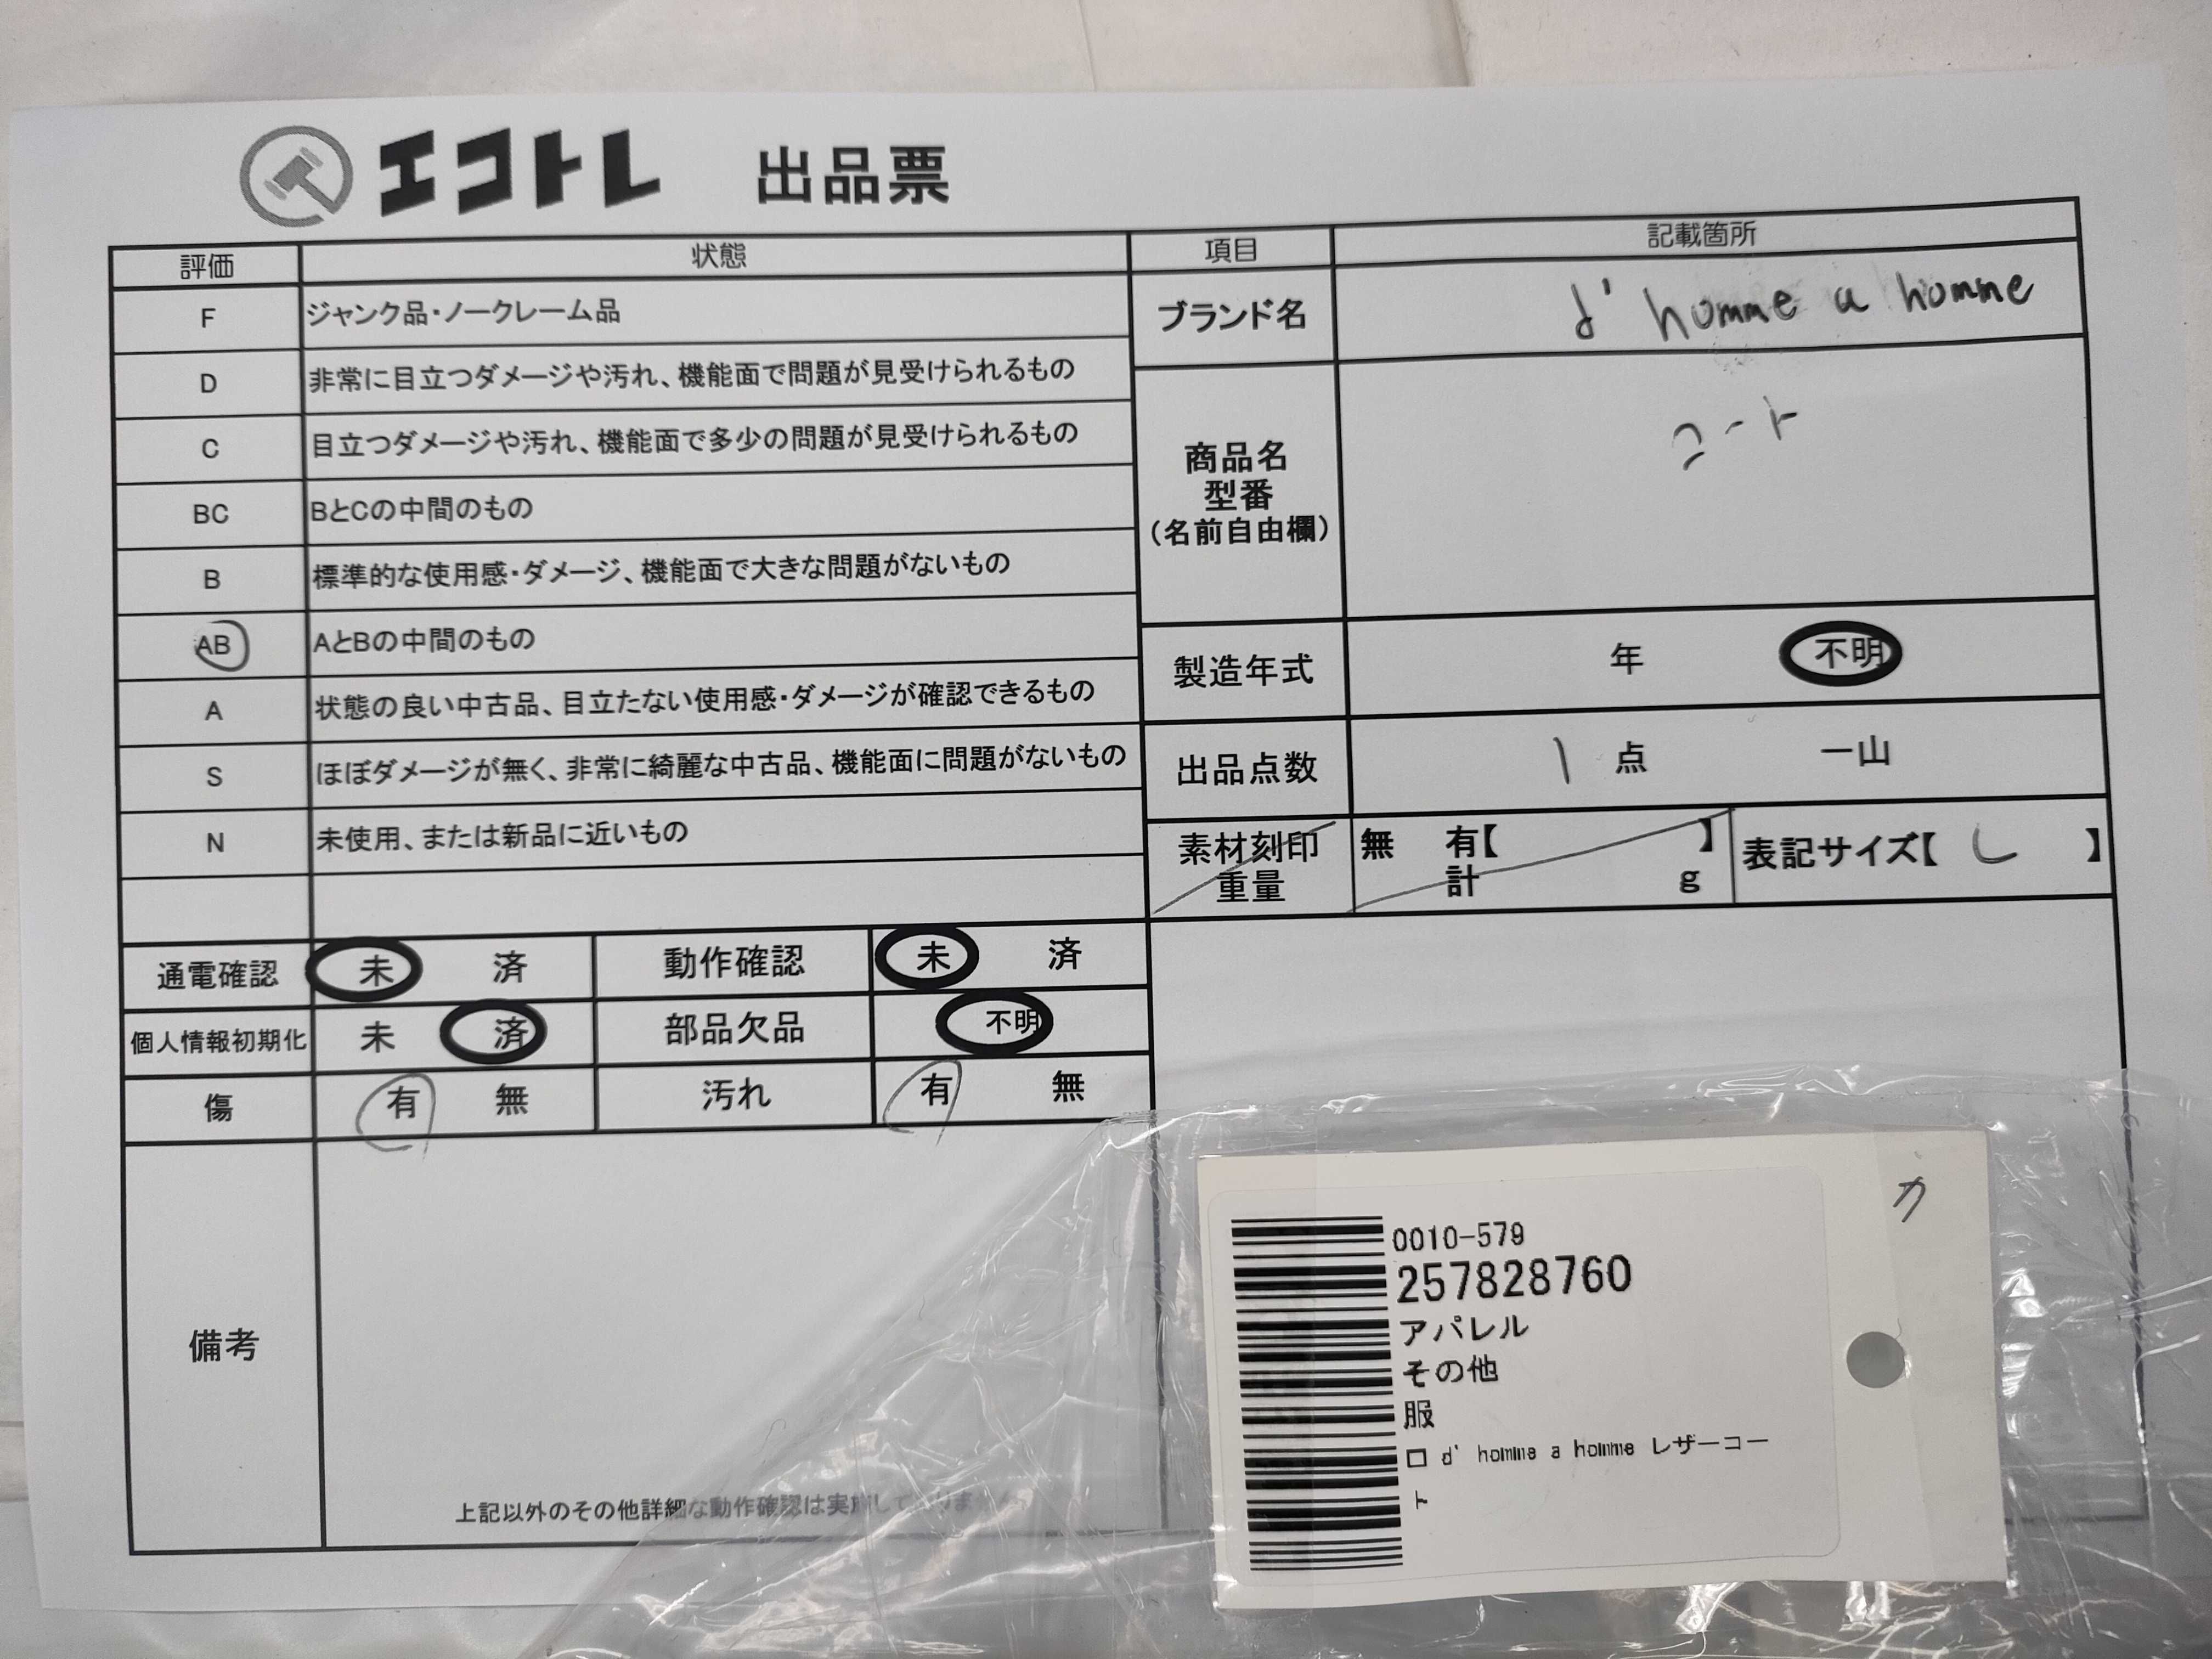 エコトレ 出品票
評価 状態
F ジャンク品・ノークレーム品
D 非常に目立つダメージや汚れ、機能面で問題が見受けられるもの
C 目立つダメージや汚れ、機能面で多少の問題が見受けられるもの
BC BとCの中間のもの
B 標準的な使用感・ダメージ、機能面で大きな問題がないもの
AB AとBの中間のもの
A 状態の良い中古品、目立たない使用感・ダメージが確認できるもの
S ほぼダメージが無く、非常に綺麗な中古品、機能面に問題がないもの
N 未使用、または新品に近いもの
通電確認 未 済 動作確認 未 済
個人情報初期化 未 済 部品欠品 不明
傷 有 無 汚れ 有 無
備考
上記以外のその他詳細な動作確認は実施しておりません
項目 記載箇所
ブランド名 d' homme a homme
商品名
型番
(名前自由欄)
コート
製造年式 年 不明
出品点数 1 点 一山
素材刻印 無 有【 】
重量 計 g
表記サイズ【 L 】
カ
0010-579
257828760
アパレル
その他
服
口 d' homme a homme レザーコー
ト